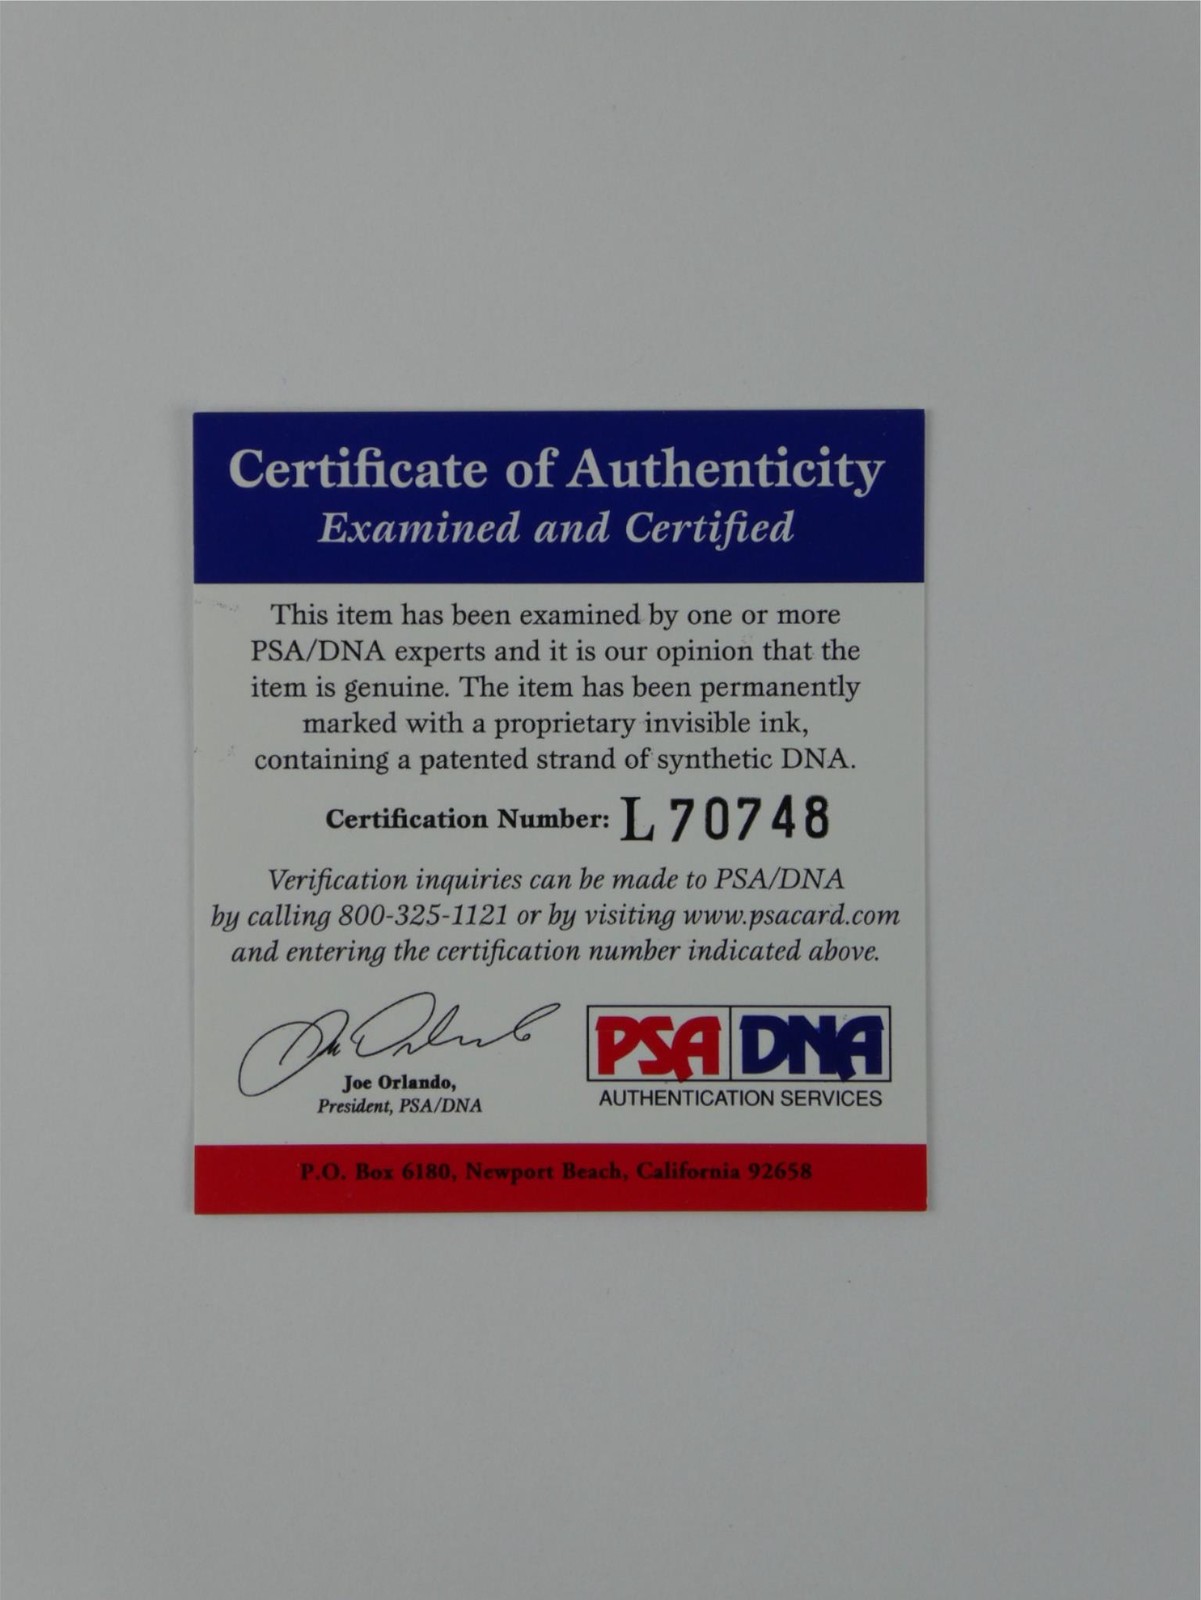 Certificate of Authenticity
Examined and Certified
This item has been examined by one or more
PSA/DNA experts and it is our opinion that the
item is genuine. The item has been permanently
marked with a proprietary invisible ink,
containing a patented strand of synthetic DNA.
Certification Number: L 70748
Verification inquiries can be made to PSA/DNA
by calling 800-325-1121 or by visiting www.psacard.com
and entering the certification number indicated above.
Joe Orlando,
President, PSA/DNA
PSA DNA
AUTHENTICATION SERVICES
P.O. Box 6180, Newport Beach, California 92658